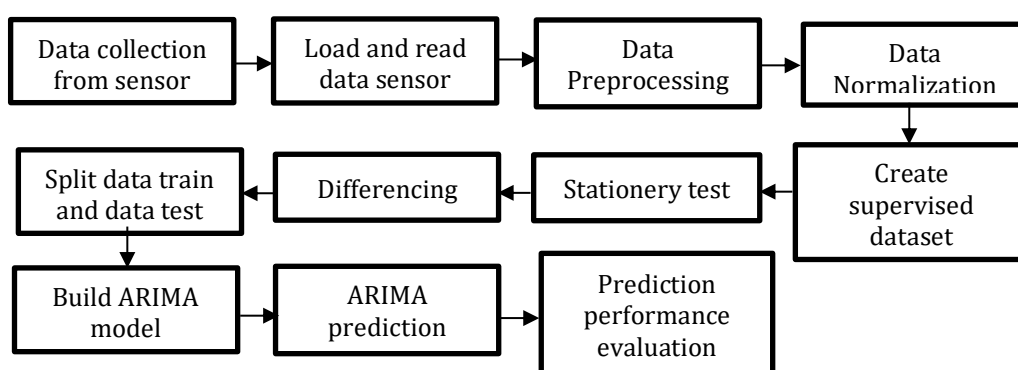 Data collection
from sensor
Load and read
data sensor
Data
Preprocessing
Data
Normalization
Create
supervised
dataset
Stationery test
Differencing
Split data train
and data test
Build ARIMA
model
ARIMA
prediction
Prediction
performance
evaluation